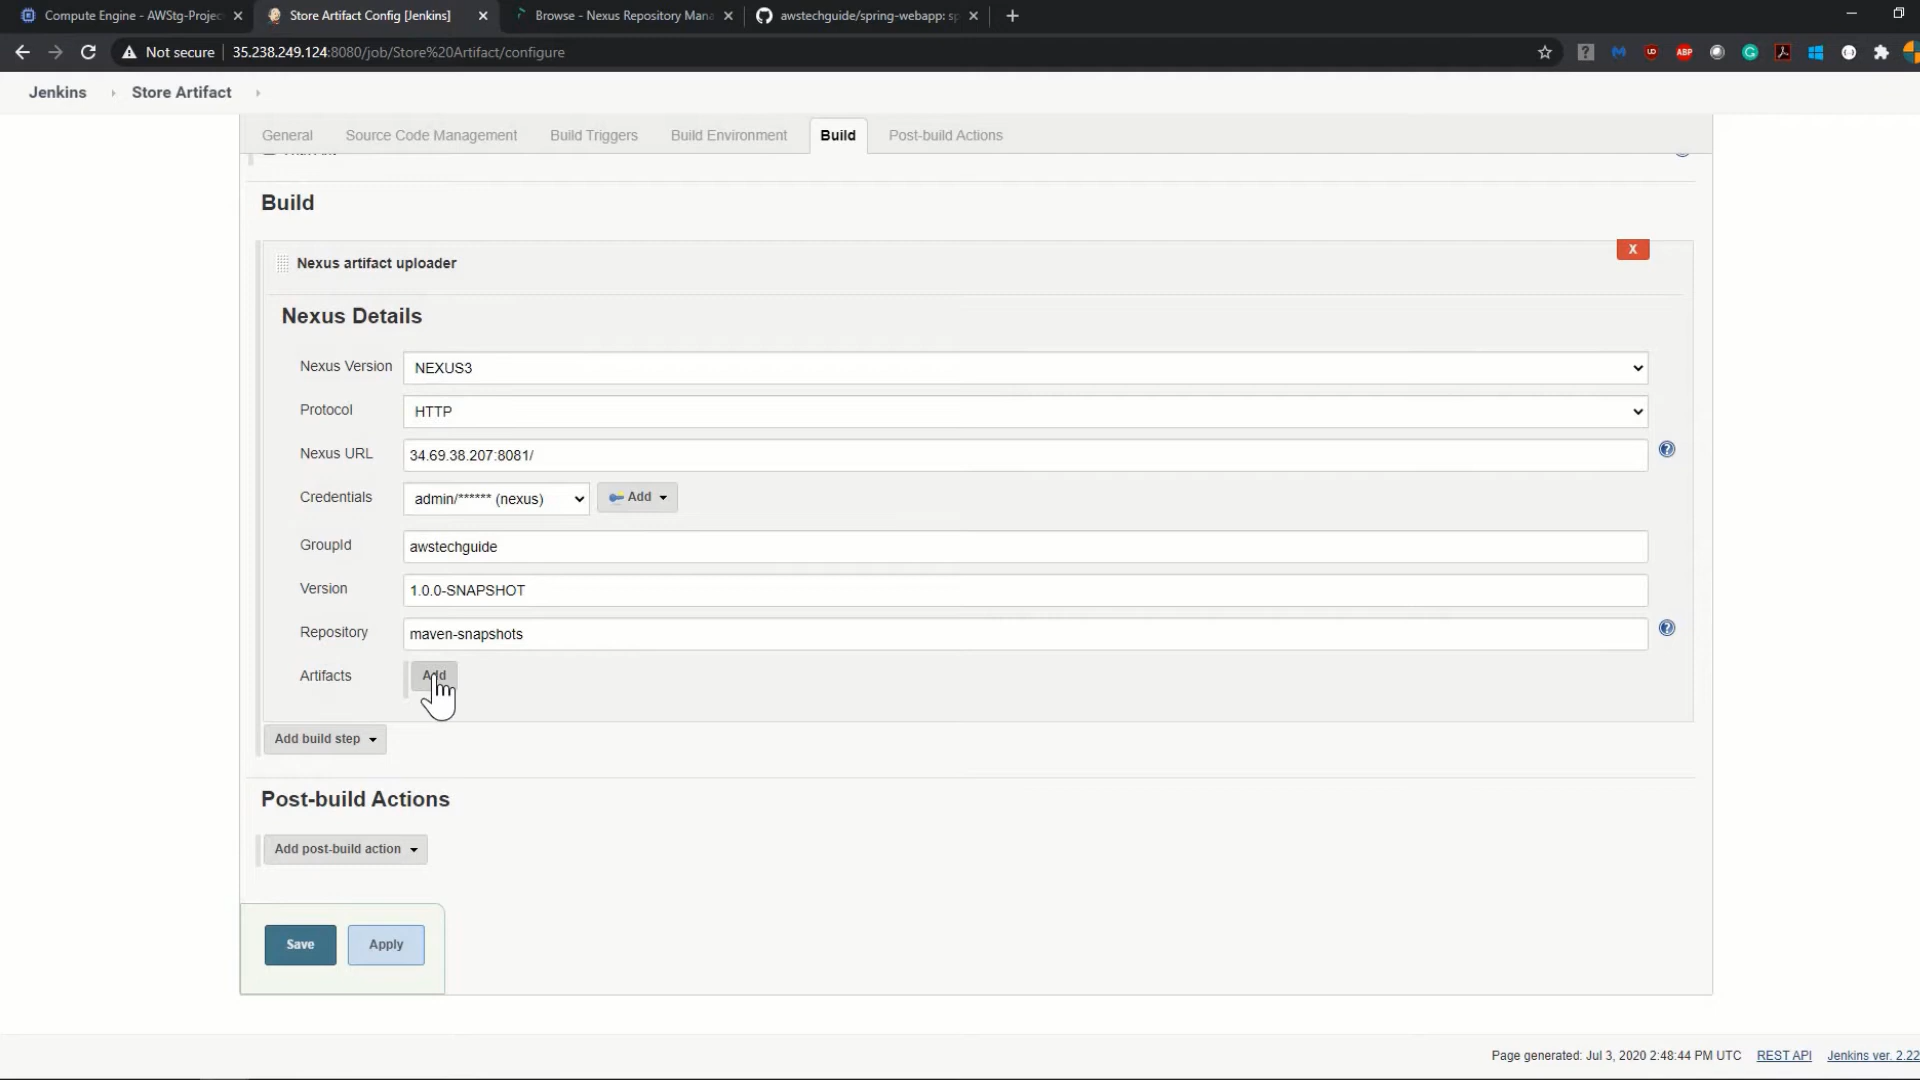 Compute Engine - AWStg-Projec
Store Artifact Config [Jenkins]
Browse - Nexus Repository Mana
awstechguide/spring-webapp: sp
Not secure 35.238.249.124:8080/job/Store%20Artifact/configure
Jenkins Store Artifact
General Source Code Management Build Triggers Build Environment Build Post-build Actions
Build
Nexus artifact uploader
X
Nexus Details
Nexus Version NEXUS3
Protocol HTTP
Nexus URL 34.69.38.207:8081/
Credentials admin/****** (nexus) Add
GroupId awstechguide
Version 1.0.0-SNAPSHOT
Repository maven-snapshots
Artifacts Add
Add build step
Post-build Actions
Add post-build action
Save Apply
Page generated: Jul 3, 2020 2:48:44 PM UTC REST API Jenkins ver. 2.22